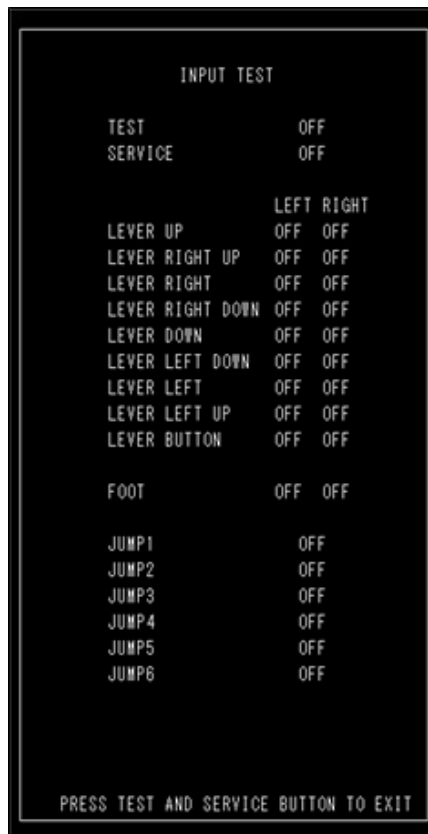 INPUT TEST
TEST OFF
SERVICE OFF
LEFT RIGHT
LEVER UP OFF OFF
LEVER RIGHT UP OFF OFF
LEVER RIGHT OFF OFF
LEVER RIGHT DOWN OFF OFF
LEVER DOWN OFF OFF
LEVER LEFT DOWN OFF OFF
LEVER LEFT OFF OFF
LEVER LEFT UP OFF OFF
LEVER BUTTON OFF OFF
FOOT OFF OFF
JUMP1 OFF
JUMP2 OFF
JUMP3 OFF
JUMP4 OFF
JUMP5 OFF
JUMP6 OFF
PRESS TEST AND SERVICE BUTTON TO EXIT